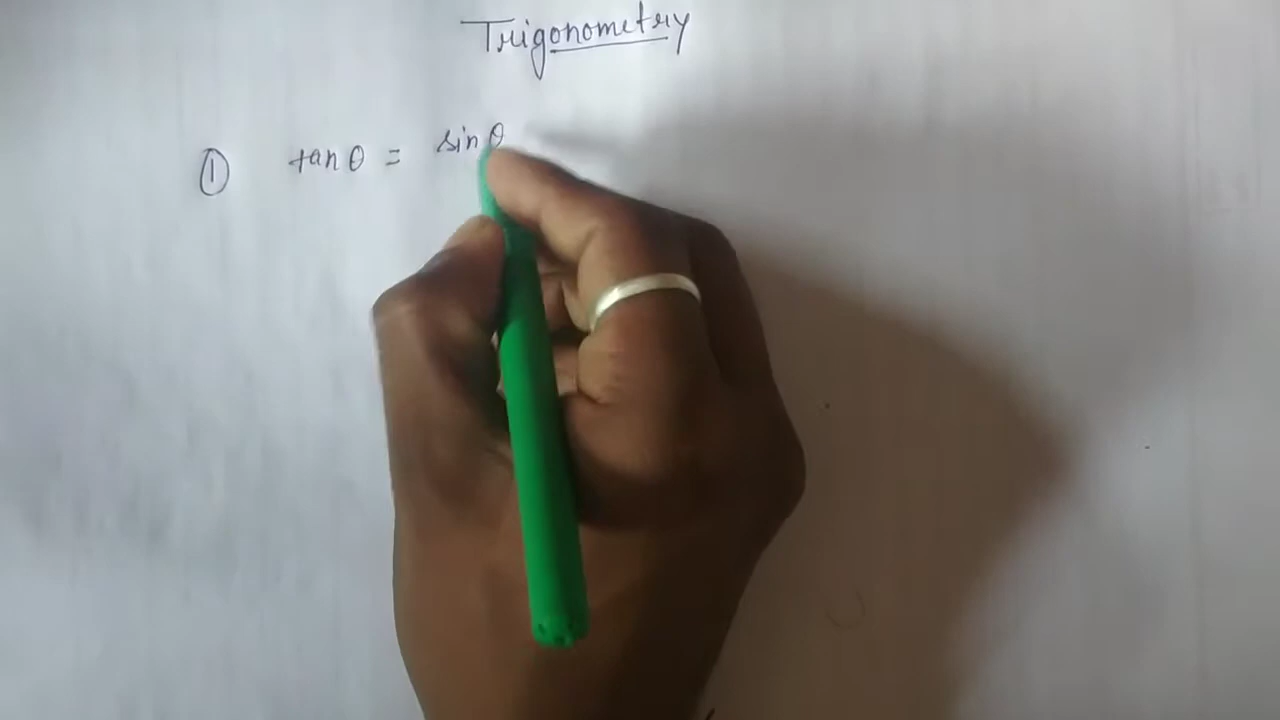 Trigonometry
① tan θ = sin θ